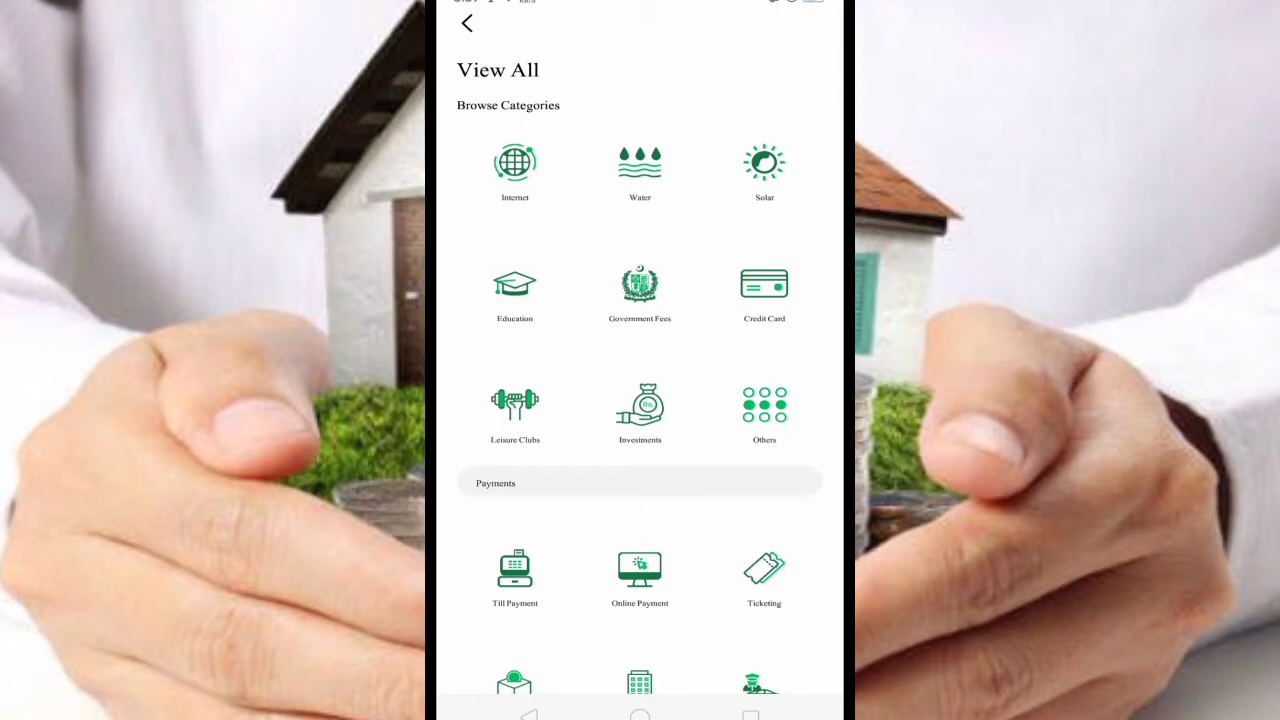 View All
Browse Categories
Internet
Water
Solar
Education
Government Fees
Credit Card
Leisure Clubs
Rs.
Investments
Others
Payments
Till Payment
Online Payment
Ticketing